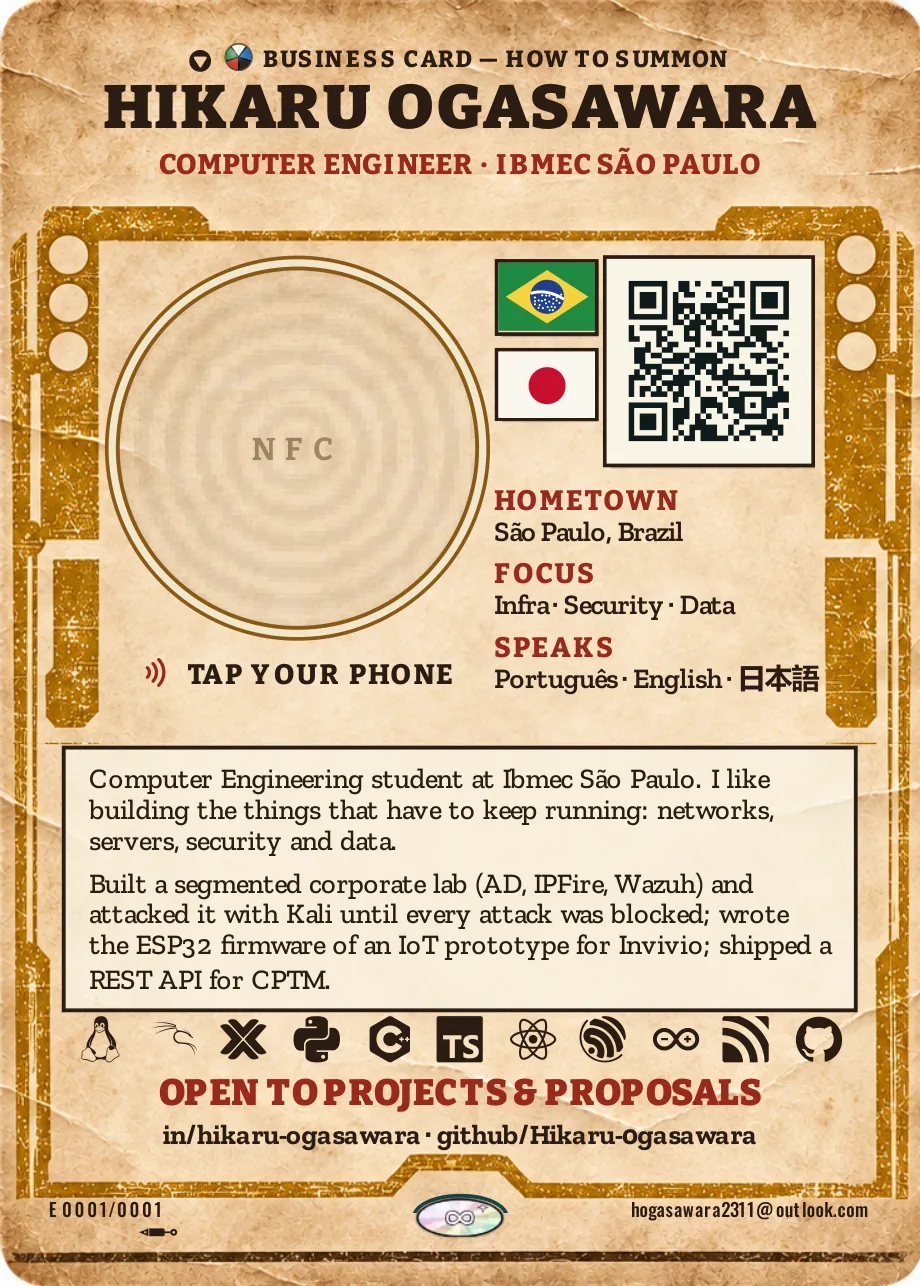 BUSINESS CARD — HOW TO SUMMON
HIKARU OGASAWARA
COMPUTER ENGINEER · IBMEC SÃO PAULO
NFC
TAP YOUR PHONE
HOMETOWN
São Paulo, Brazil
FOCUS
Infra · Security · Data
SPEAKS
Português · English · 日本語
Computer Engineering student at Ibmec São Paulo. I like
building the things that have to keep running: networks,
servers, security and data.
Built a segmented corporate lab (AD, IPFire, Wazuh) and
attacked it with Kali until every attack was blocked; wrote
the ESP32 firmware of an IoT prototype for Invivio; shipped a
REST API for CPTM.
TS
OPEN TO PROJECTS & PROPOSALS
in/hikaru-ogasawara · github/Hikaru-Ogasawara
E 0001/0001
hogasawara2311@outlook.com